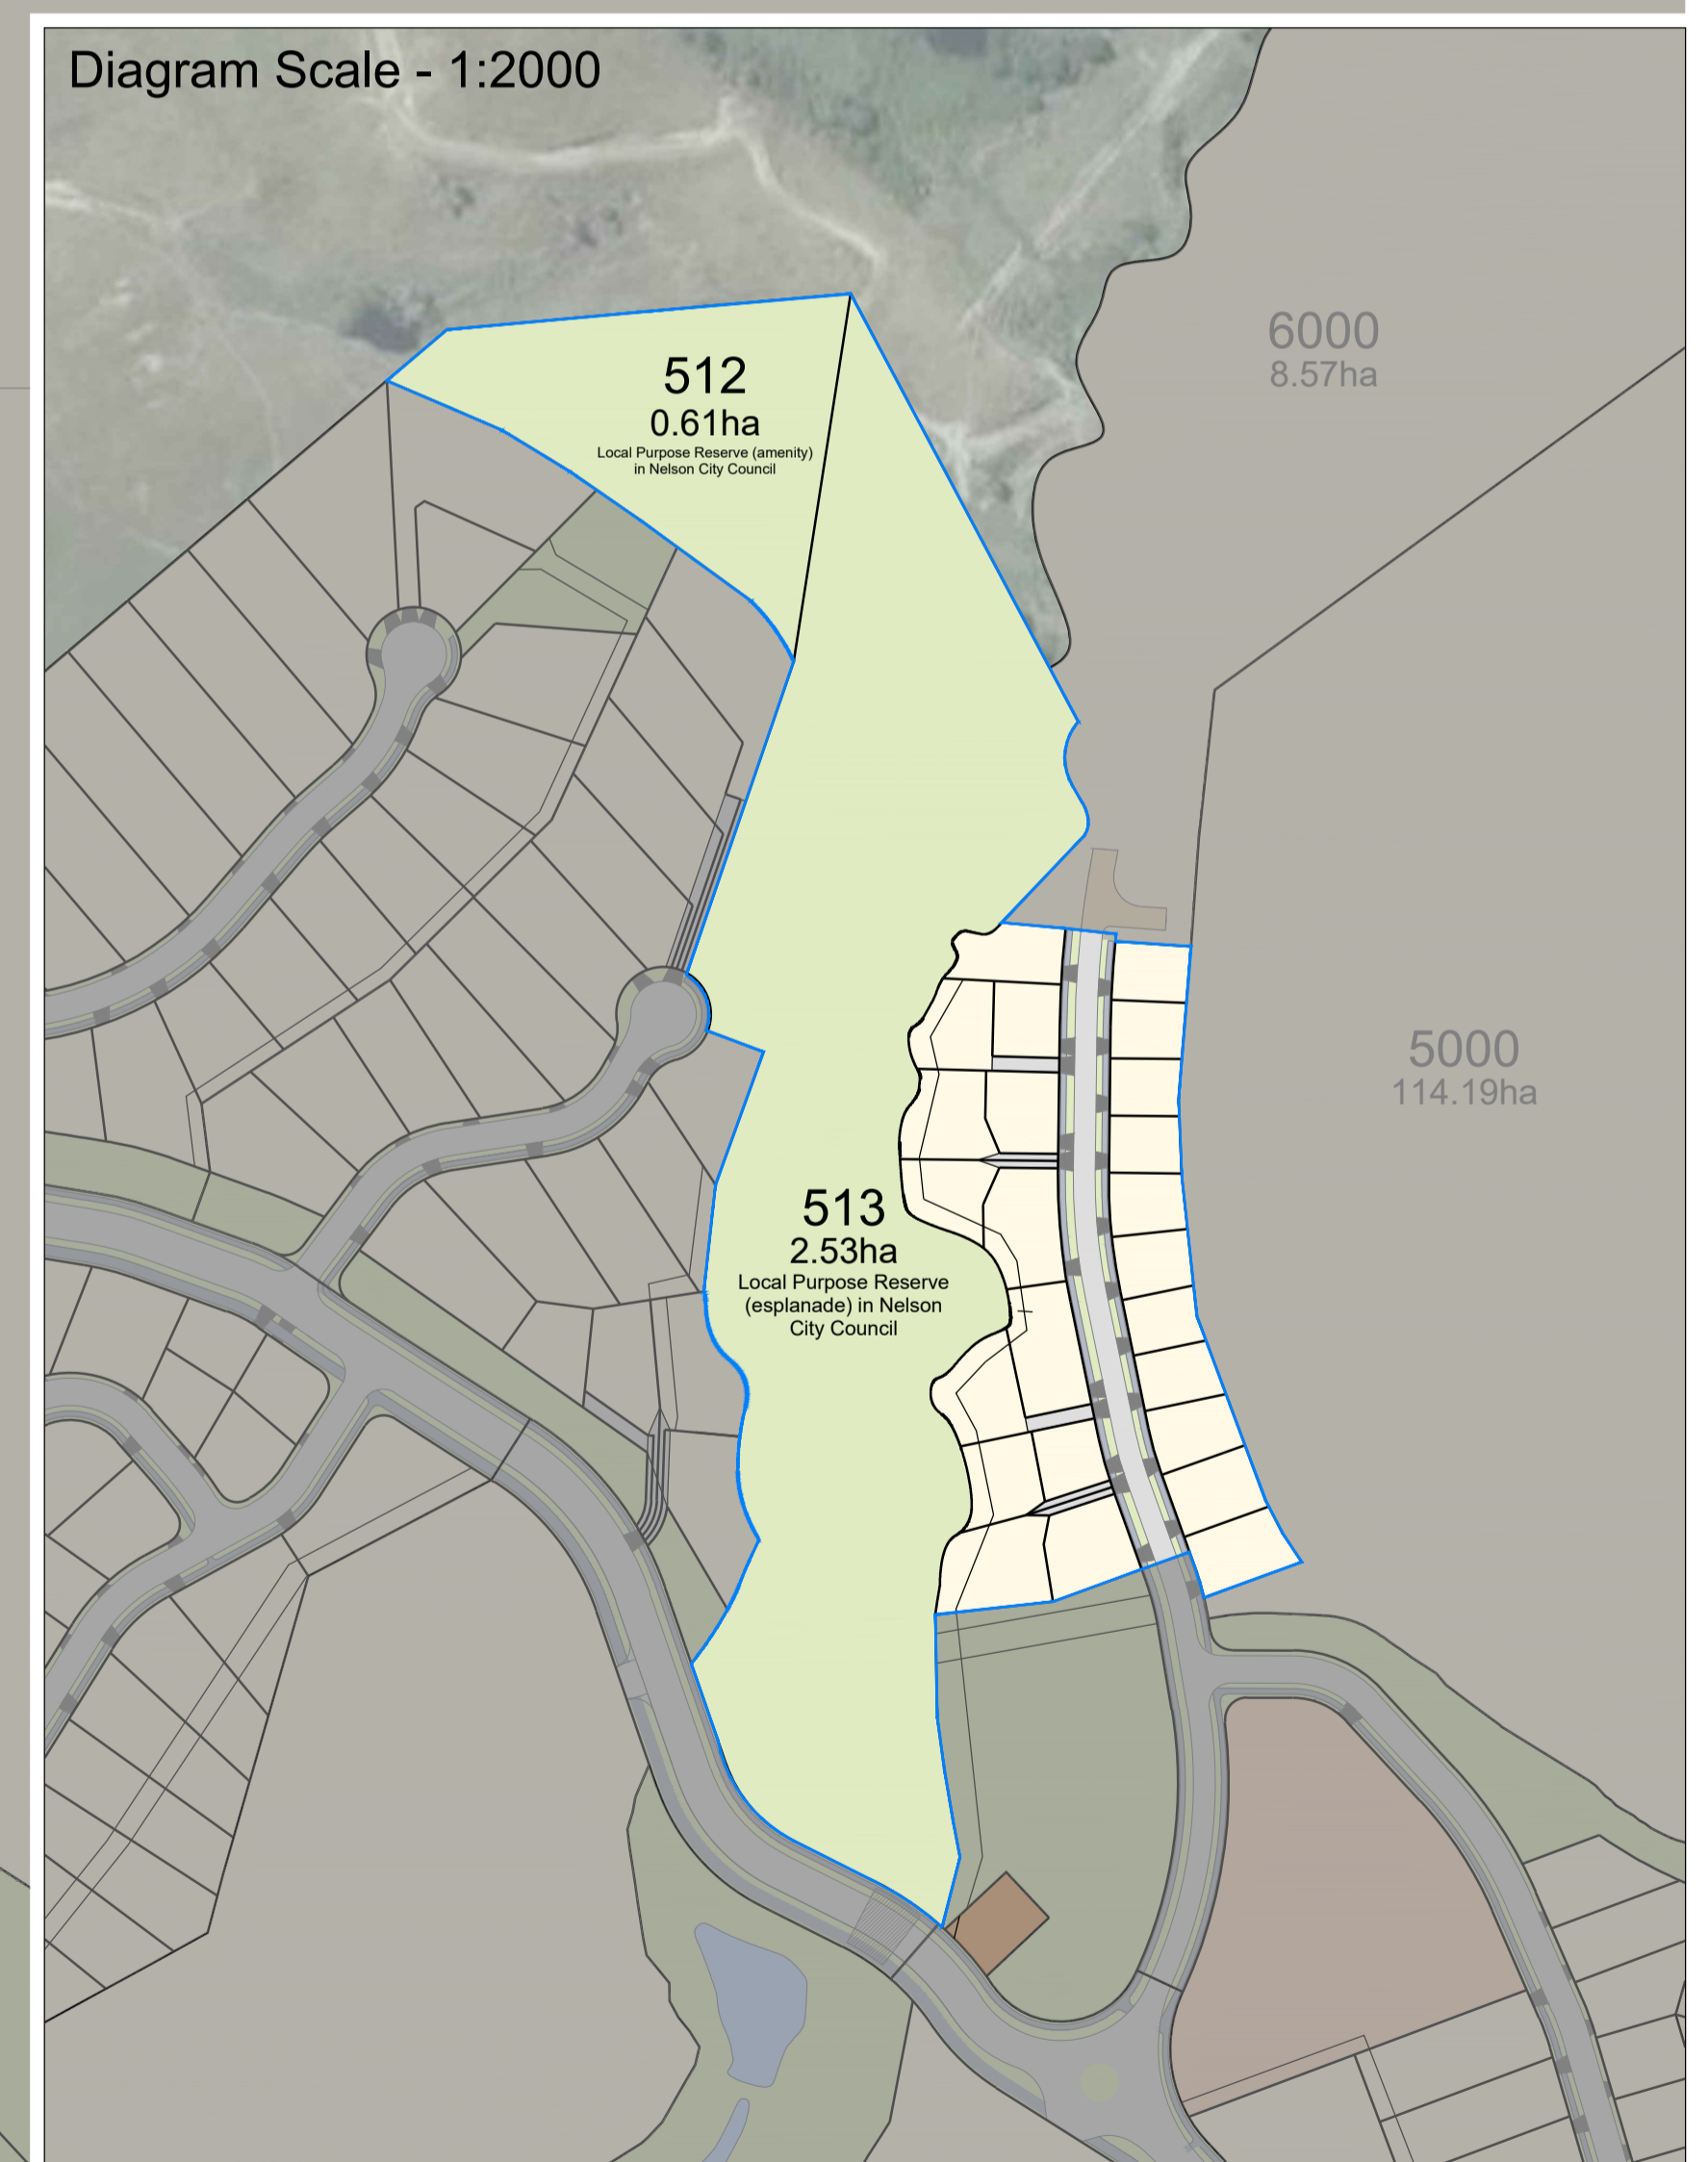 Diagram Scale - 1:2000
6000
8.57ha
512
0.61ha
Local Purpose Reserve (amenity)
in Nelson City Council
5000
114.19ha
513
2.53ha
Local Purpose Reserve
(esplanade) in Nelson
City Council